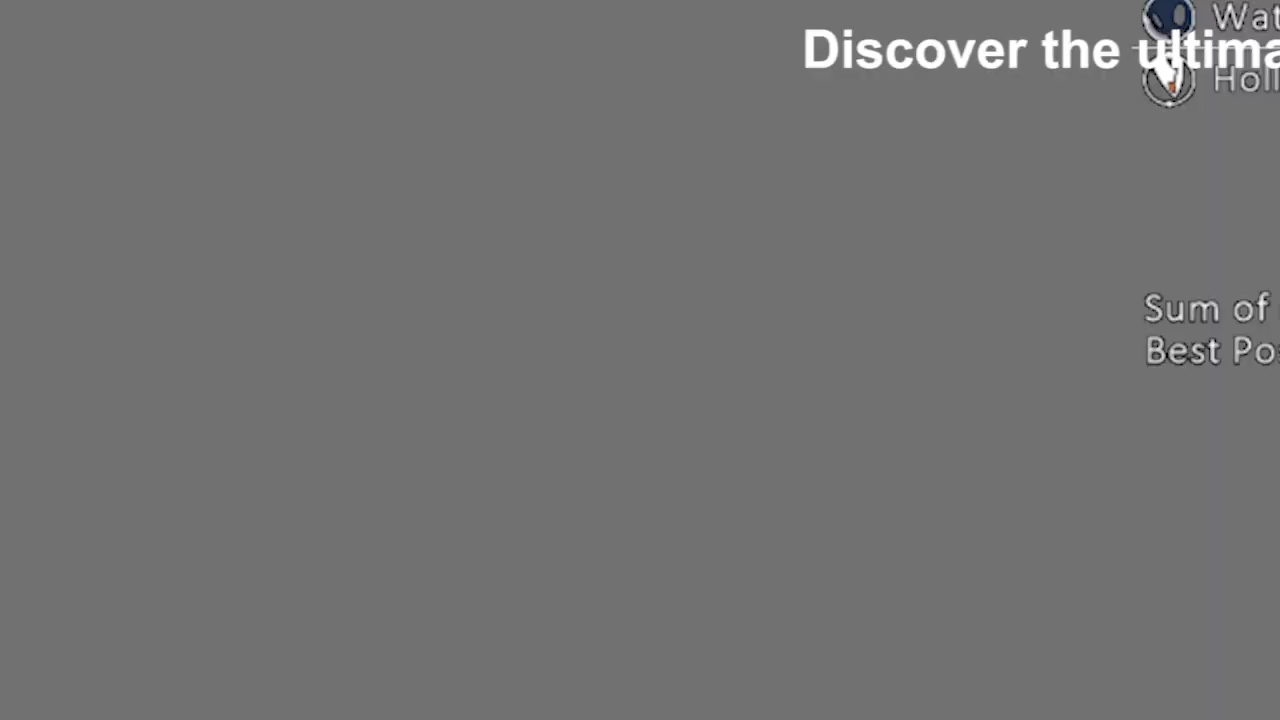 Wat
Discover the ultima
Holl
Sum of
Best Po